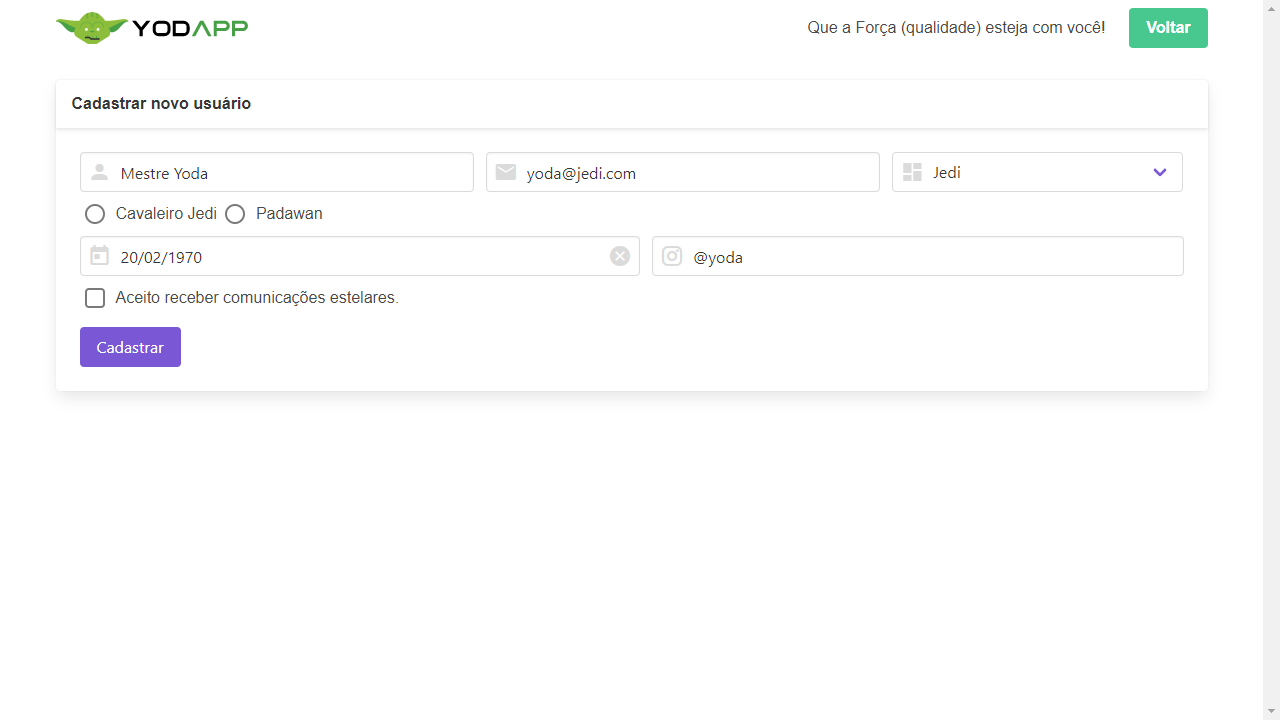 YODAPP
Que a Força (qualidade) esteja com você!
Voltar
Cadastrar novo usuário
Mestre Yoda
yoda@jedi.com
Jedi
Cavaleiro Jedi
Padawan
20/02/1970
@yoda
Aceito receber comunicações estelares.
Cadastrar